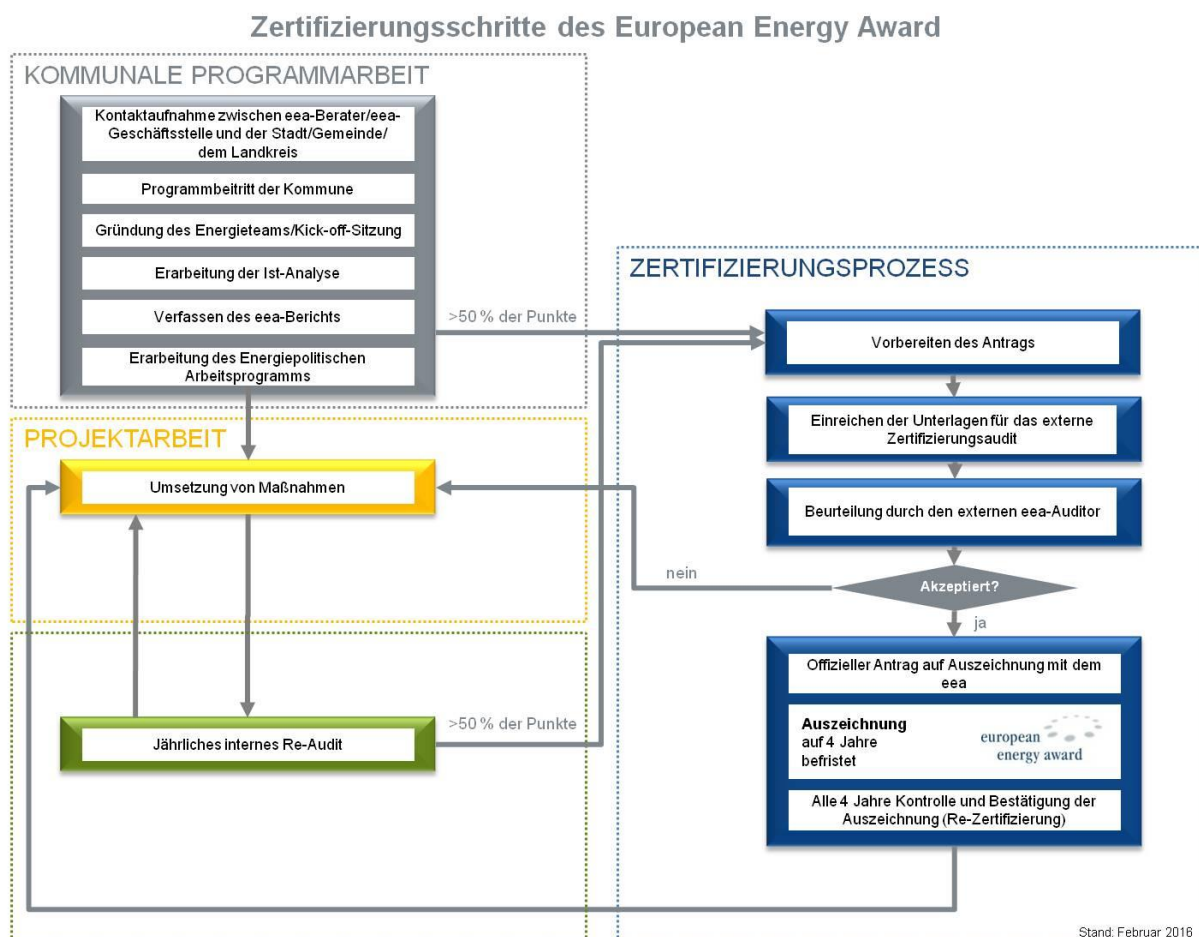 Zertifizierungsschritte des European Energy Award
KOMMUNALE PROGRAMMARBEIT
Kontaktaufnahme zwischen eea-Berater/eea-
Geschäftsstelle und der Stadt/Gemeinde/
dem Landkreis
Programmbeitritt der Kommune
Gründung des Energieteams/Kick-off-Sitzung
Erarbeitung der Ist-Analyse
Verfassen des eea-Berichts
Erarbeitung des Energiepolitischen
Arbeitsprogramms
>50 % der Punkte
PROJEKTARBEIT
Umsetzung von Maßnahmen
Jährliches internes Re-Audit
>50 % der Punkte
ZERTIFIZIERUNGSPROZESS
Vorbereiten des Antrags
Einreichen der Unterlagen für das externe
Zertifizierungsaudit
Beurteilung durch den externen eea-Auditor
Akzeptiert?
nein
ja
Offizieller Antrag auf Auszeichnung mit dem
eea
Auszeichnung
auf 4 Jahre
befristet
european
energy award
Alle 4 Jahre Kontrolle und Bestätigung der
Auszeichnung (Re-Zertifizierung)
Stand: Februar 2016